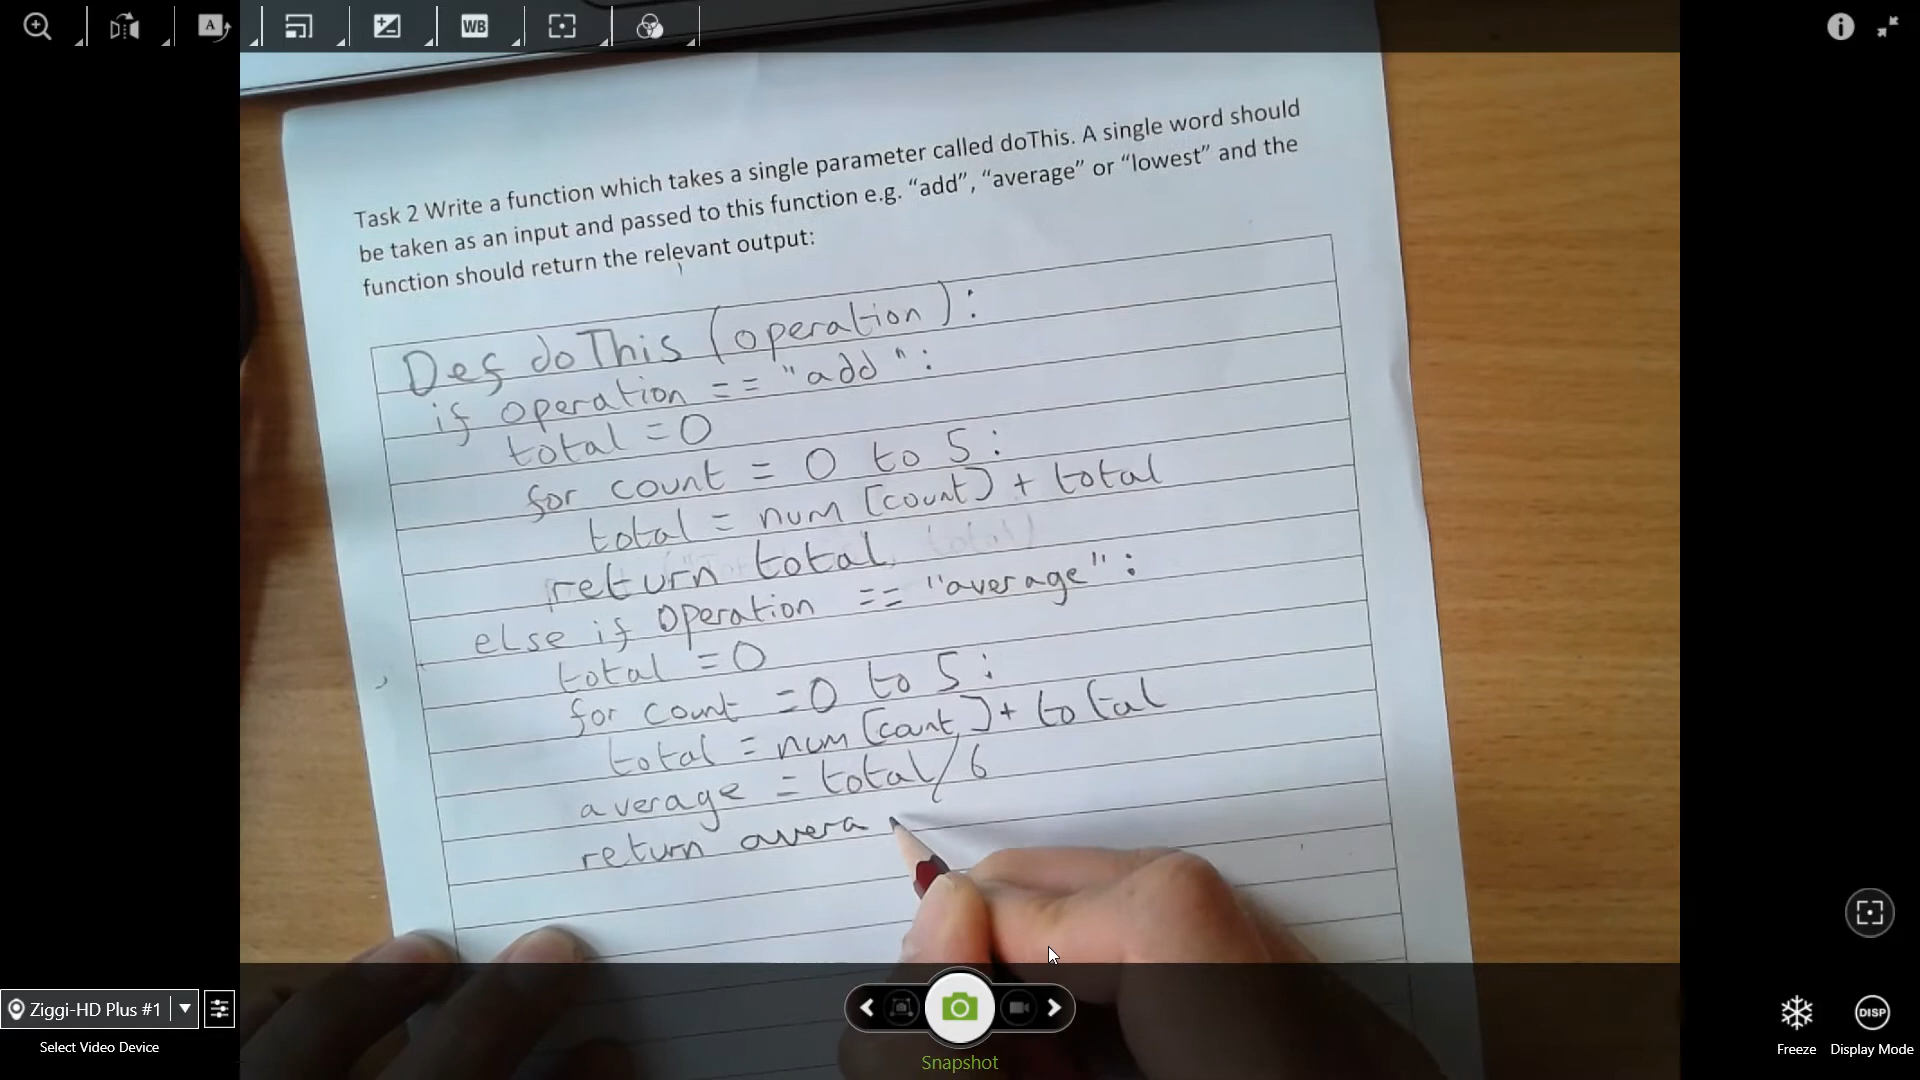 WB
Task 2 Write a function which takes a single parameter called doThis. A single word should
be taken as an input and passed to this function e.g. “add”, “average” or “lowest” and the
function should return the relevant output:
Def doThis (operation):
if operation == "add":
total = 0
for count = 0 to 5:
total = num [count] + total
return total
else if operation == "average":
total = 0
for count = 0 to 5:
total = num [count] + total
average = total/6
return avera
Ziggi-HD Plus #1
Select Video Device
Snapshot
Freeze
DISP
Display Mode